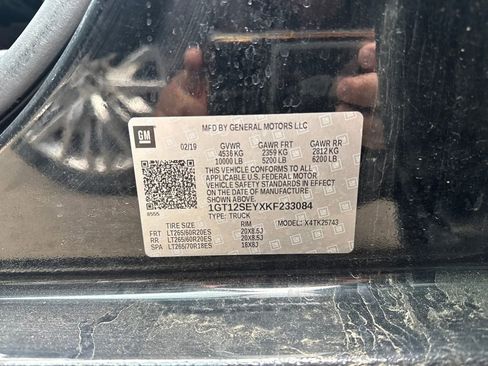 GM
MFD BY GENERAL MOTORS LLC
02/19 GVWR GAWR FRT GAWR RR
4536 KG 2359 KG 2812 KG
10000 LB 5200 LB 6200 LB
THIS VEHICLE CONFORMS TO ALL
APPLICABLE U.S. FEDERAL MOTOR
VEHICLE SAFETY STANDARDS IN
EFFECT ON THE DATE OF
MANUFACTURE SHOWN ABOVE.
1GT12SEYXKF233084
TYPE: TRUCK MODEL: X4TK25743
TIRE SIZE RIM
FRT LT265/60R20ES 20X8.5J
RR LT265/60R20ES 20X8.5J
SPA LT265/70R18ES 18X8J